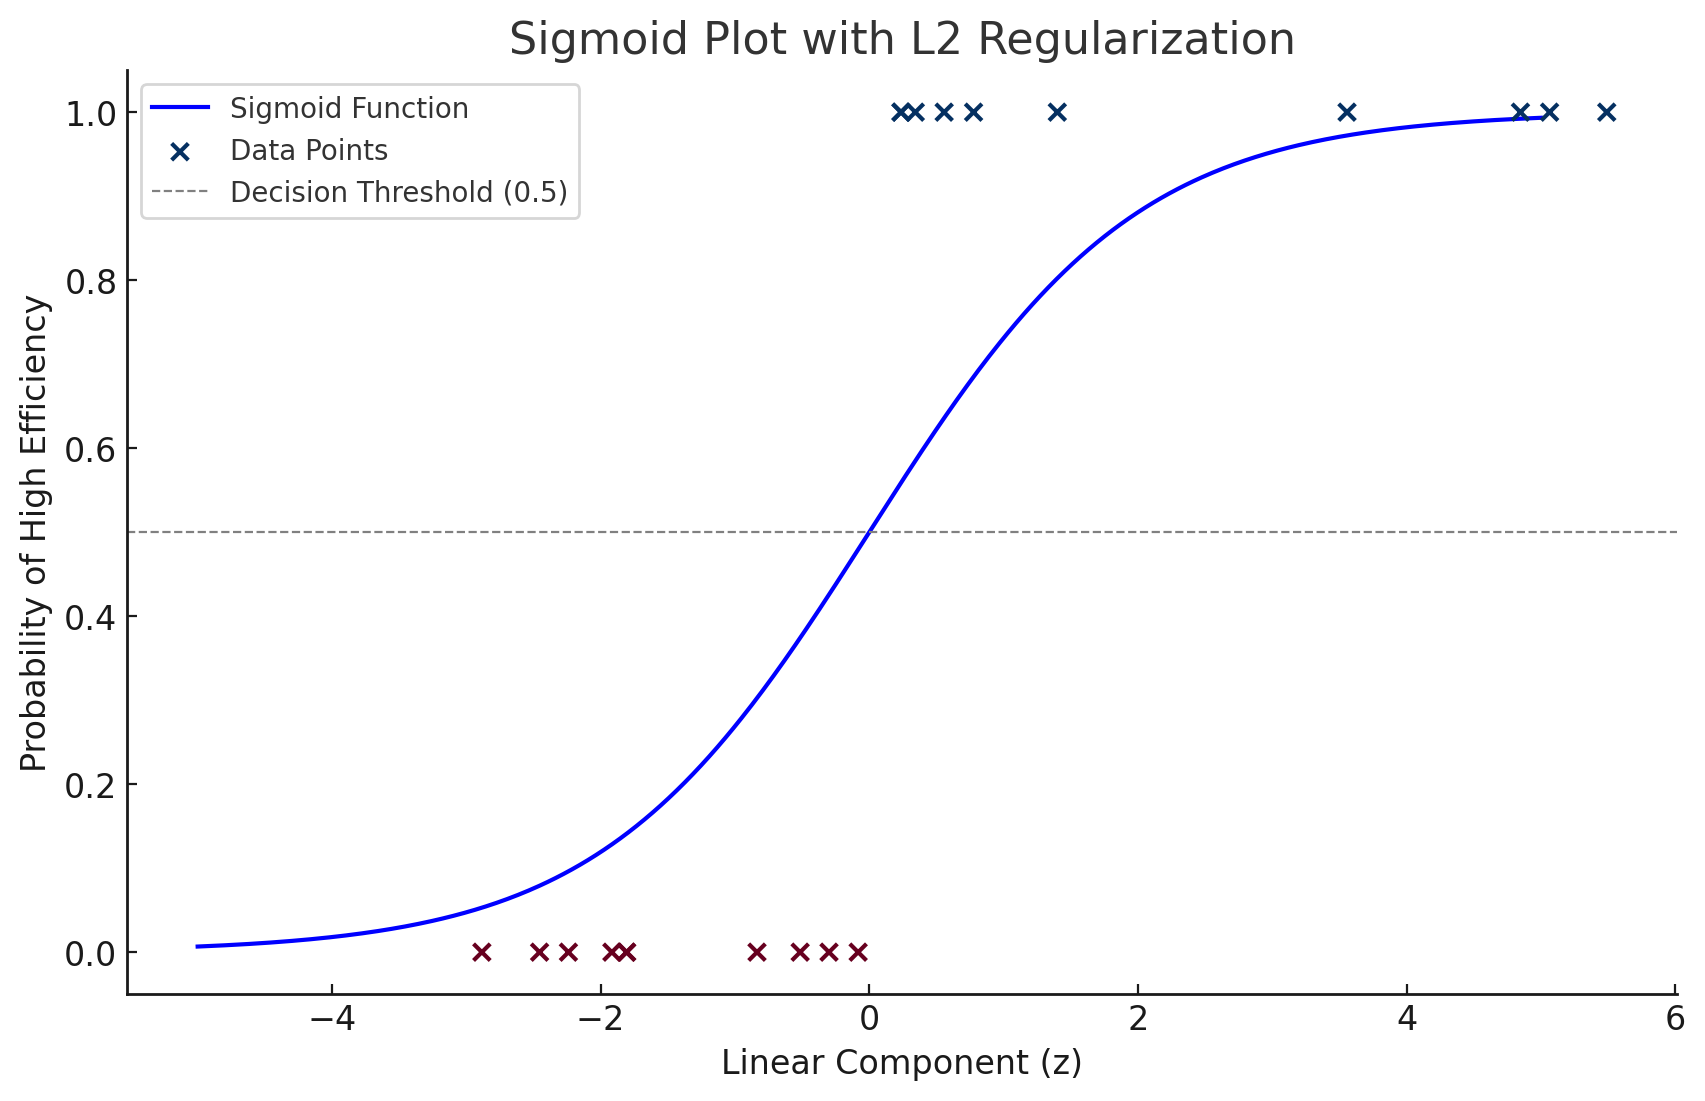 Sigmoid Plot with L2 Regularization
Sigmoid Function
Data Points
Decision Threshold (0.5)
Probability of High Efficiency
1.0
0.8
0.6
0.4
0.2
0.0
−4
−2
0
2
4
6
Linear Component (z)